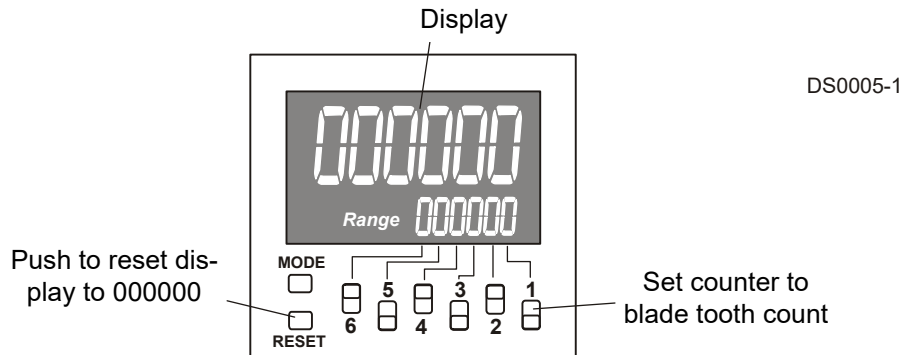 Display
DS0005-1
000000
Range 000000
MODE
5 3 1
6 4 2
RESET
Push to reset dis-
play to 000000
Set counter to
blade tooth count